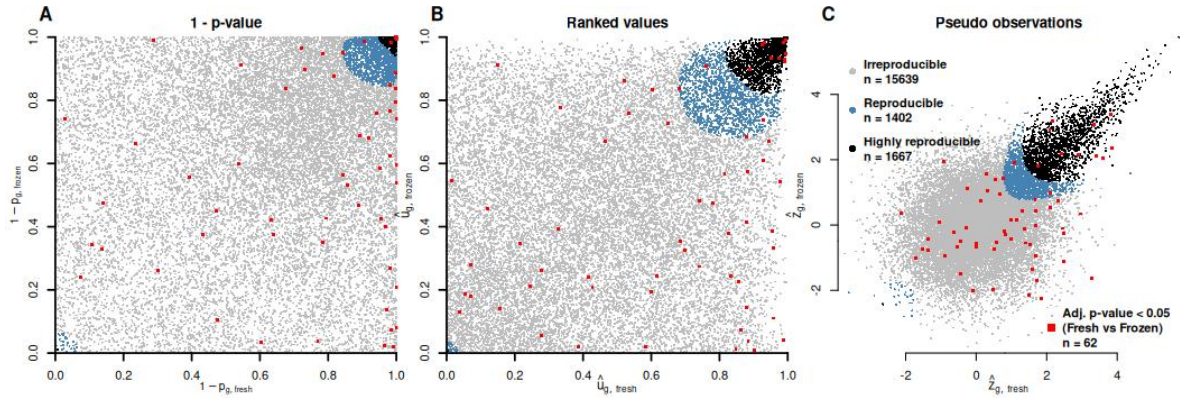 A
1 - p-value
1.0
0.8
0.6
0.4
0.2
0.0
1 − p_g, frozen
0.0
0.2
0.4
0.6
0.8
1.0
1 − p_g, fresh
B
Ranked values
1.0
0.8
0.6
0.4
0.2
0.0
û_g, frozen
0.0
0.2
0.4
0.6
0.8
1.0
û_g, fresh
C
Pseudo observations
Irreproducible
n = 15639
Reproducible
n = 1402
Highly reproducible
n = 1667
4
2
0
-2
ẑ_g, frozen
-2
0
2
4
ẑ_g, fresh
Adj. p-value < 0.05
(Fresh vs Frozen)
n = 62